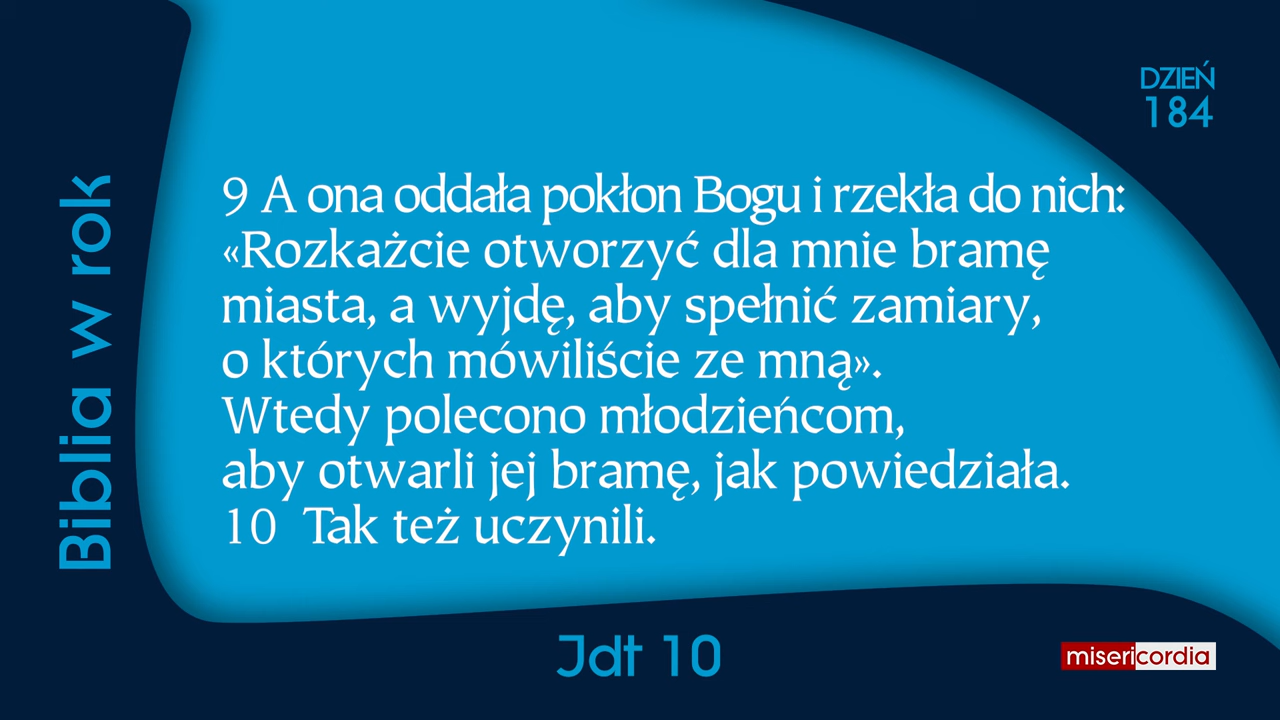 DZIEŃ
184
Biblia w rok
9 A ona oddała pokłon Bogu i rzekła do nich:
«Rozkażcie otworzyć dla mnie bramę
miasta, a wyjdę, aby spełnić zamiary,
o których mówiliście ze mną».
Wtedy polecono młodzieńcom,
aby otwarli jej bramę, jak powiedziała.
10 Tak też uczynili.
Jdt 10
misericordia